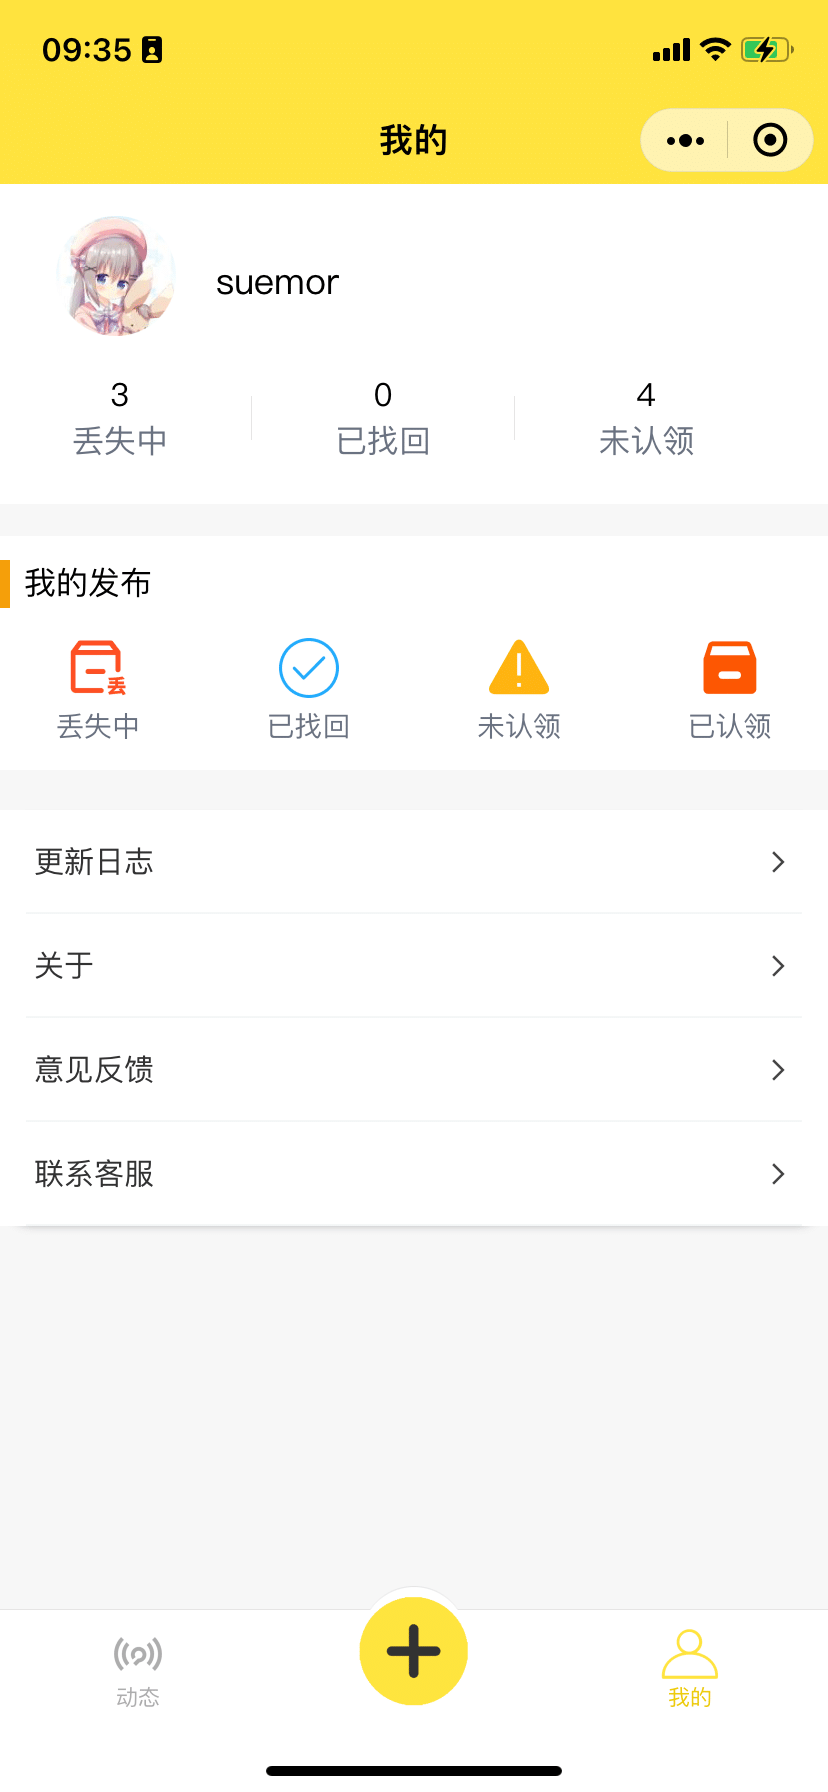 09:35
我的
suemor
3 0 4
丢失中 已找回 未认领
我的发布
丢
丢失中 已找回 未认领 已认领
更新日志
关于
意见反馈
联系客服
动态 我的